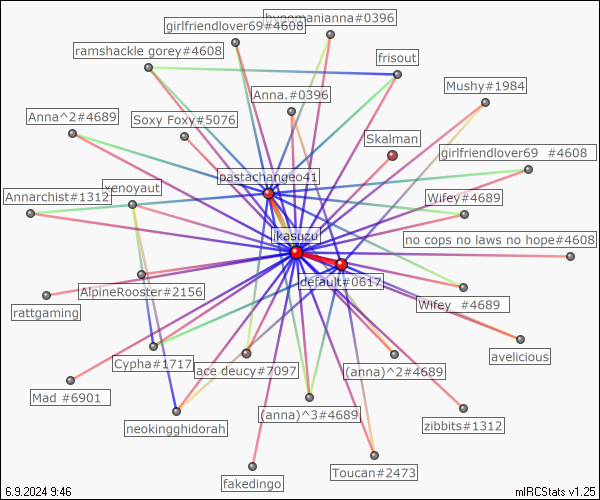 hypomanianna#0396
girlfriendlover69#4608
ramshackle gorey#4608
frisout
Mushy#1984
Anna.#0396
Anna^2#4689
Soxy Foxy#5076
Skalman
girlfriendlover69 #4608
pastachangeo41
xenoyaut
Annarchist#1312
Wifey#4689
ikasuzu
no cops no laws no hope#4608
default#0617
AlpineRooster#2156
rattgaming
Wifey #4689
avelicious
Cypha#1717
ace deucy#7097
(anna)^2#4689
Mad #6901
(anna)^3#4689
zibbits#1312
neokingghidorah
Toucan#2473
fakedingo
6.9.2024 9:46
mIRCStats v1.25